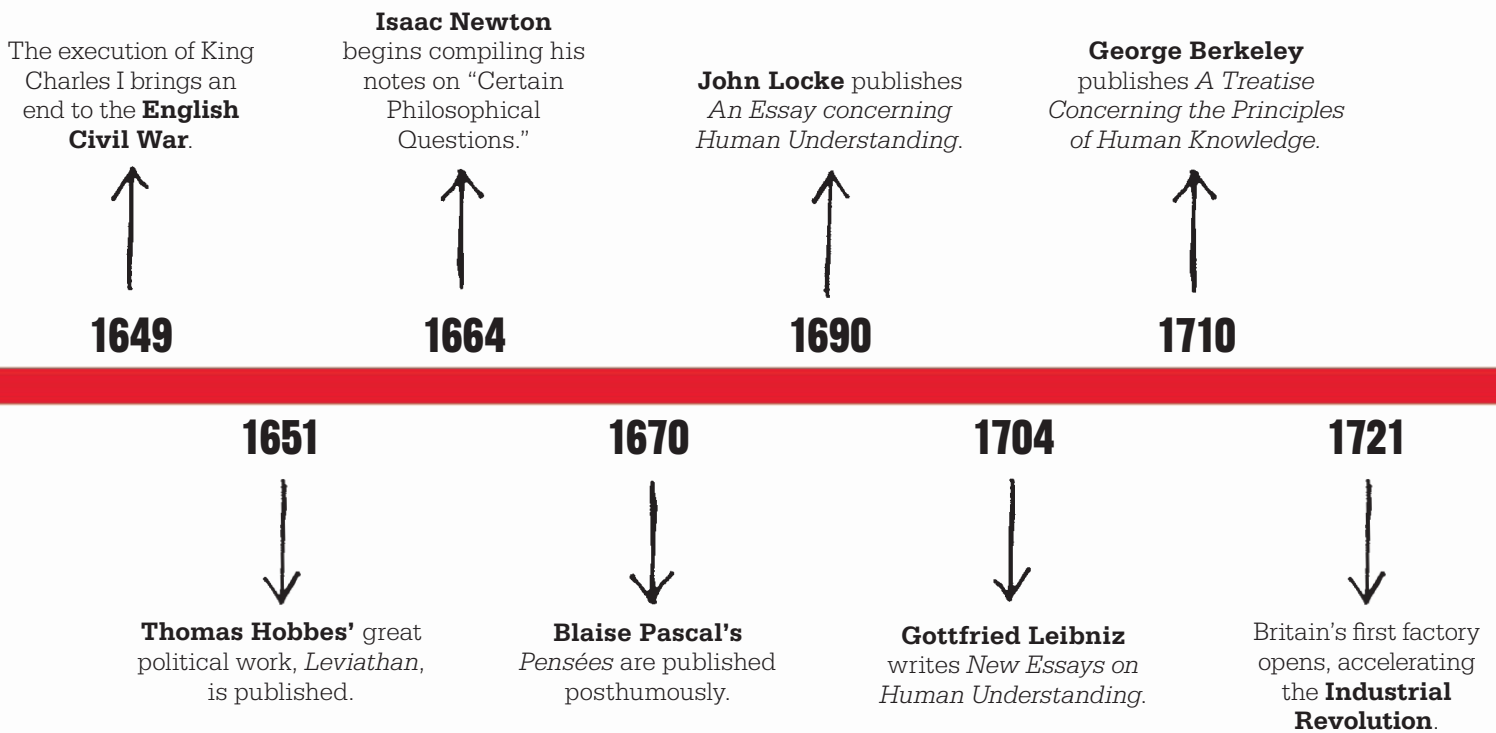 The execution of King
Charles I brings an
end to the English
Civil War.
1649
Isaac Newton
begins compiling his
notes on “Certain
Philosophical
Questions.”
1664
John Locke publishes
An Essay concerning
Human Understanding.
1690
George Berkeley
publishes A Treatise
Concerning the Principles
of Human Knowledge.
1710
1651
Thomas Hobbes’ great
political work, Leviathan,
is published.
1670
Blaise Pascal’s
Pensées are published
posthumously.
1704
Gottfried Leibniz
writes New Essays on
Human Understanding.
1721
Britain’s first factory
opens, accelerating
the Industrial
Revolution.